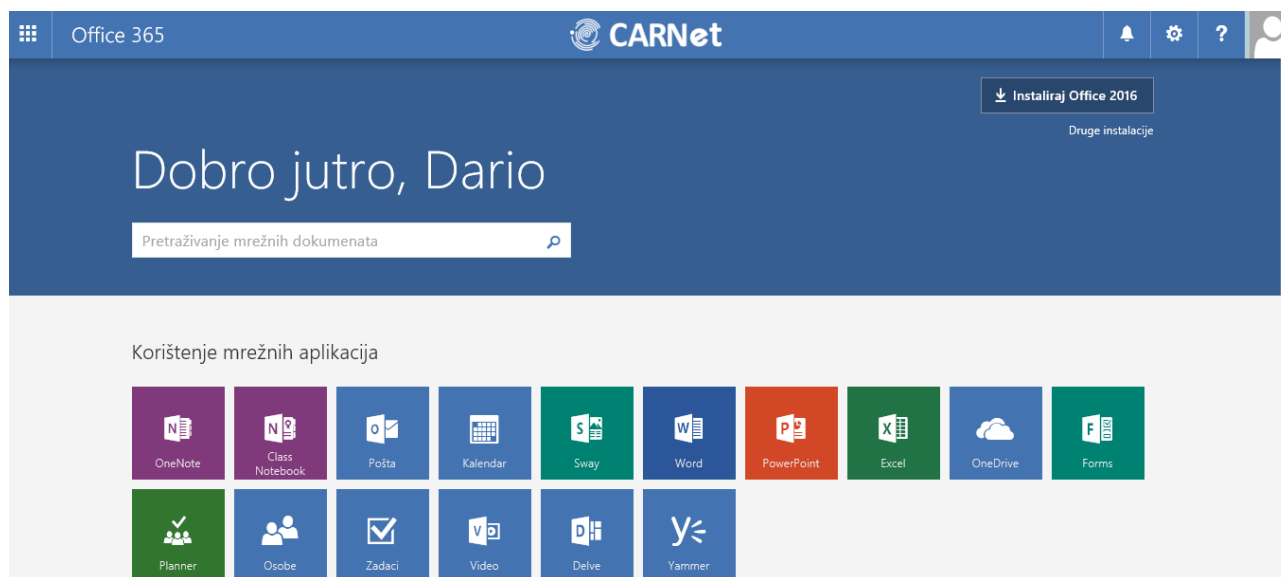 Office 365
CARNet
?
Instaliraj Office 2016
Druge instalacije
Dobro jutro, Dario
Pretraživanje mrežnih dokumenata
Korištenje mrežnih aplikacija
OneNote
Class
Notebook
Pošta
Kalendar
Sway
Word
PowerPoint
Excel
OneDrive
Forms
Planner
Osobe
Zadaci
Video
Delve
Yammer